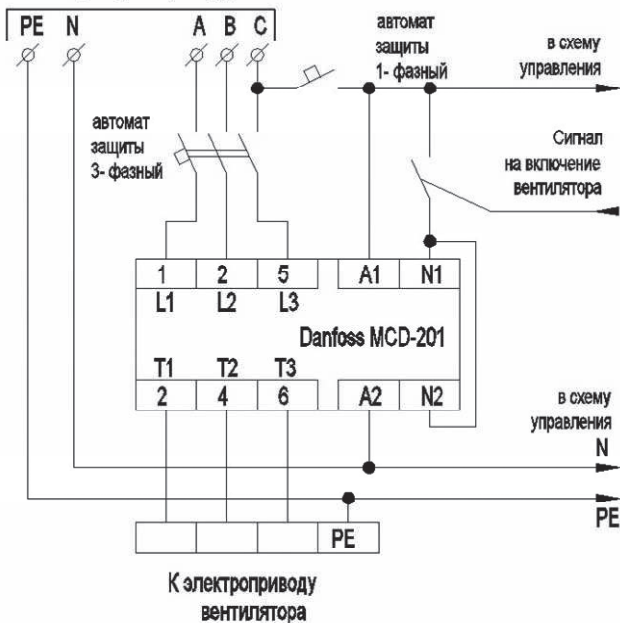 PE N A B C
автомат
защиты
1- фазный
в схему
управления
автомат
защиты
3- фазный
Сигнал
на включение
вентилятора
1 2 5 A1 N1
L1 L2 L3
Danfoss MCD-201
T1 T2 T3
2 4 6 A2 N2
в схему
управления
N
PE
PE
К электроприводу
вентилятора